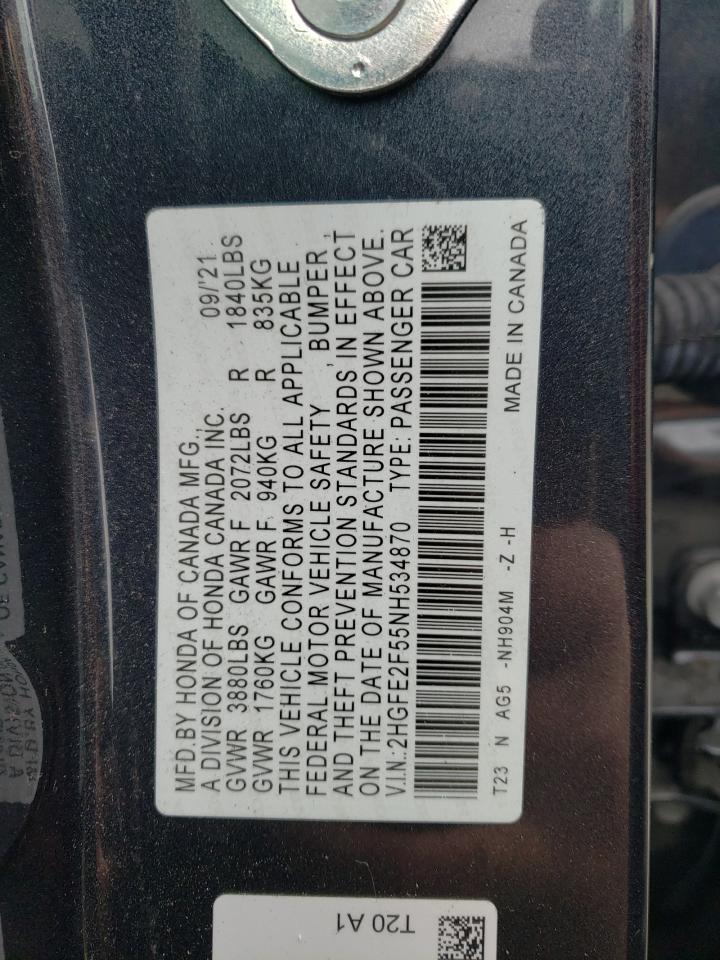 MFD.BY HONDA OF CANADA MFG.,
A DIVISION OF HONDA CANADA INC. 09/'21
GVWR 3880LBS GAWR F 2072LBS R 1840LBS
GVWR 1760KG GAWR F 940KG R 835KG
THIS VEHICLE CONFORMS TO ALL APPLICABLE
FEDERAL MOTOR VEHICLE SAFETY , BUMPER ,
AND THEFT PREVENTION STANDARDS IN EFFECT
ON THE DATE OF MANUFACTURE SHOWN ABOVE.
V.I.N.:2HGFE2F55NH534870 TYPE: PASSENGER CAR
T23 N AG5 -NH904M -Z -H MADE IN CANADA
T20 A1